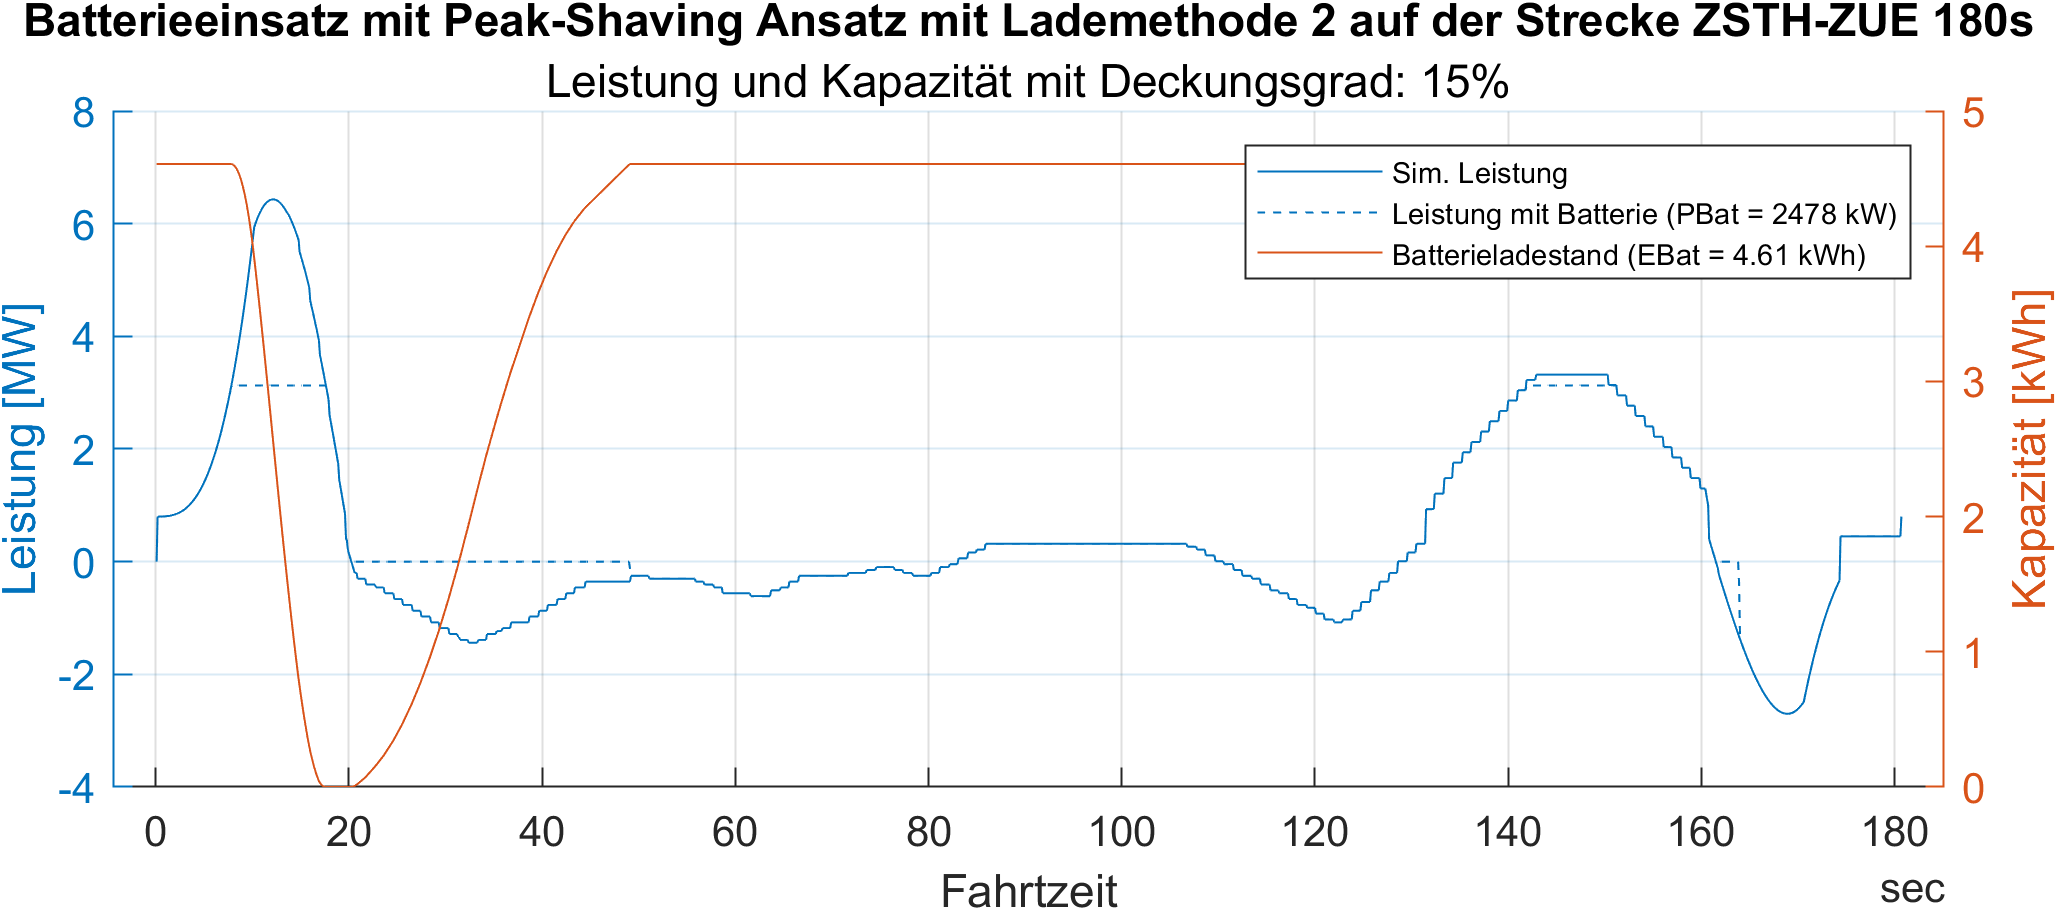 Batterieeinsatz mit Peak-Shaving Ansatz mit Lademethode 2 auf der Strecke ZSTH-ZUE 180s
Leistung und Kapazität mit Deckungsgrad: 15%
8
6
4
2
0
-2
-4
Leistung [MW]
5
4
3
2
1
0
Kapazität [kWh]
Sim. Leistung
Leistung mit Batterie (PBat = 2478 kW)
Batterieladestand (EBat = 4.61 kWh)
0 20 40 60 80 100 120 140 160 180
Fahrtzeit
sec